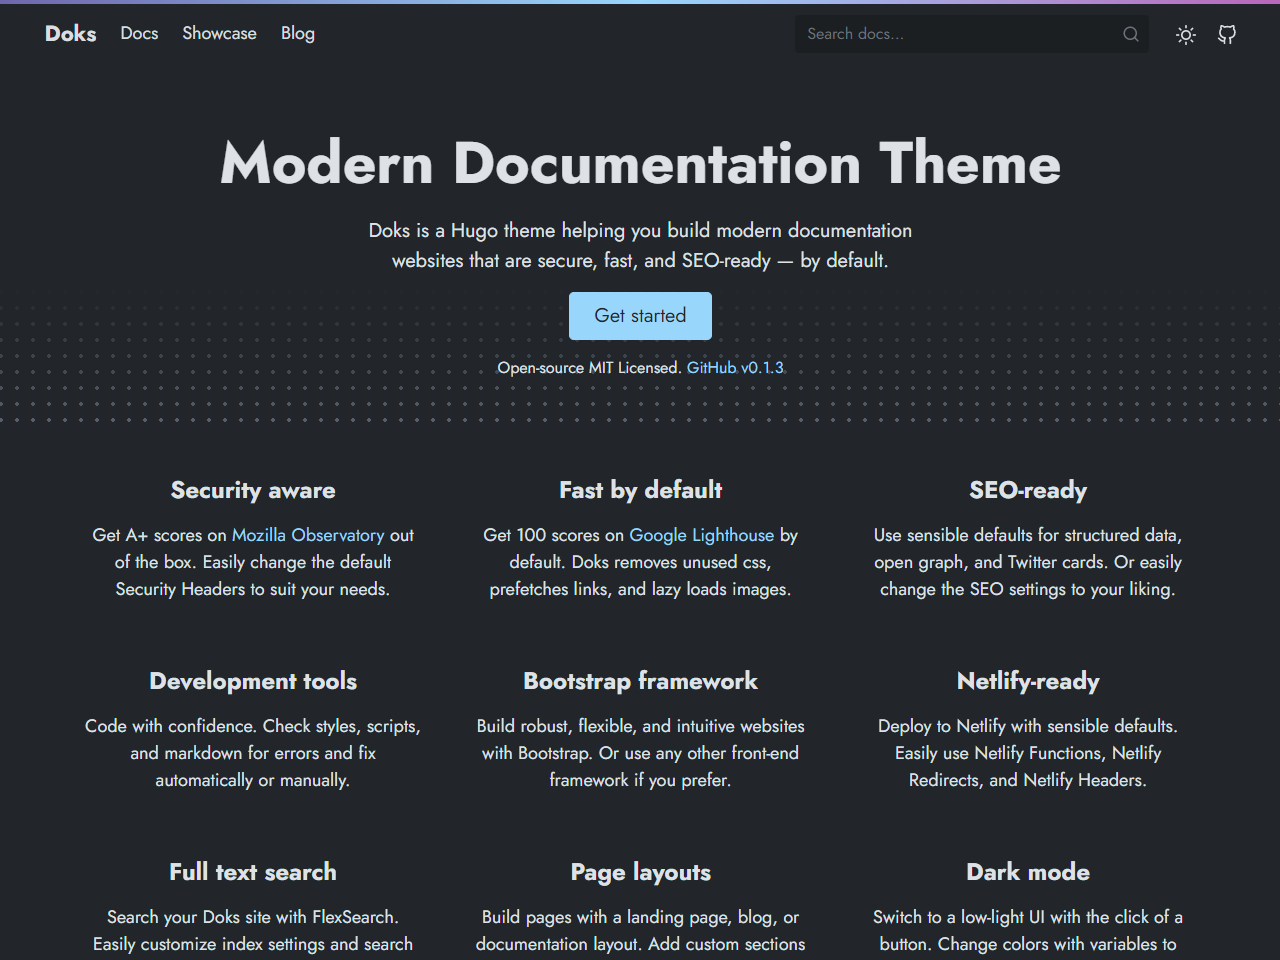 Doks Docs Showcase Blog Search docs...
Modern Documentation Theme
Doks is a Hugo theme helping you build modern documentation
websites that are secure, fast, and SEO-ready — by default.
Get started
Open-source MIT Licensed. GitHub v0.1.3
Security aware
Get A+ scores on Mozilla Observatory out
of the box. Easily change the default
Security Headers to suit your needs.
Fast by default
Get 100 scores on Google Lighthouse by
default. Doks removes unused css,
prefetches links, and lazy loads images.
SEO-ready
Use sensible defaults for structured data,
open graph, and Twitter cards. Or easily
change the SEO settings to your liking.
Development tools
Code with confidence. Check styles, scripts,
and markdown for errors and fix
automatically or manually.
Bootstrap framework
Build robust, flexible, and intuitive websites
with Bootstrap. Or use any other front-end
framework if you prefer.
Netlify-ready
Deploy to Netlify with sensible defaults.
Easily use Netlify Functions, Netlify
Redirects, and Netlify Headers.
Full text search
Search your Doks site with FlexSearch.
Easily customize index settings and search
Page layouts
Build pages with a landing page, blog, or
documentation layout. Add custom sections
Dark mode
Switch to a low-light UI with the click of a
button. Change colors with variables to